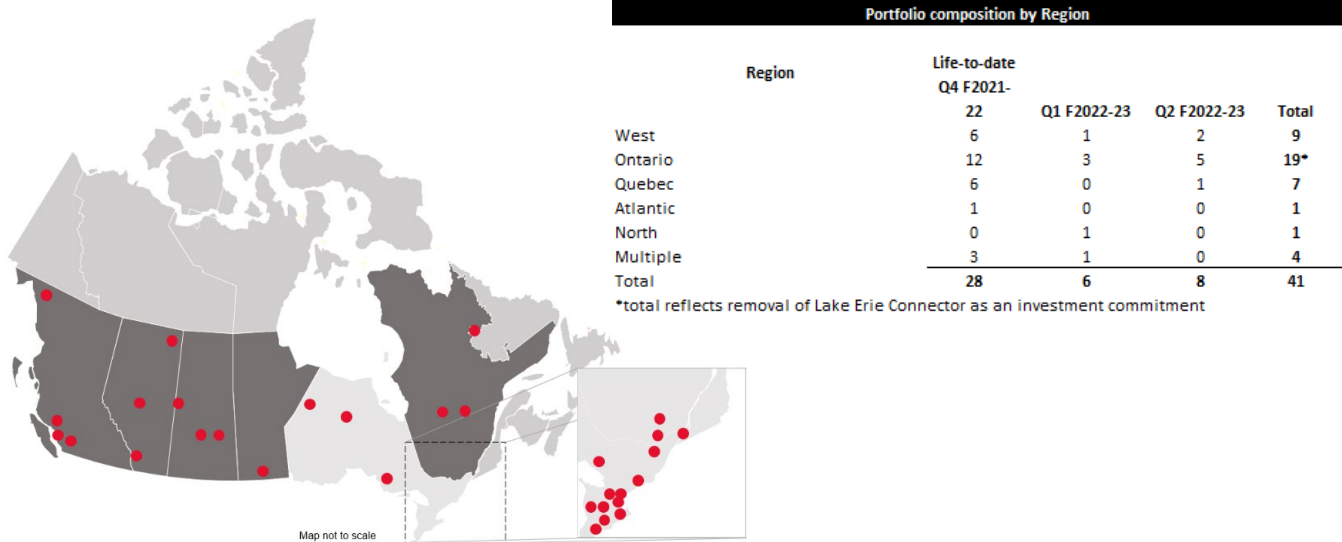 Portfolio composition by Region
Region
Life-to-date
Q4 F2021-
22 Q1 F2022-23 Q2 F2022-23 Total
West 6 1 2 9
Ontario 12 3 5 19*
Quebec 6 0 1 7
Atlantic 1 0 0 1
North 0 1 0 1
Multiple 3 1 0 4
Total 28 6 8 41
*total reflects removal of Lake Erie Connector as an investment commitment
Map not to scale